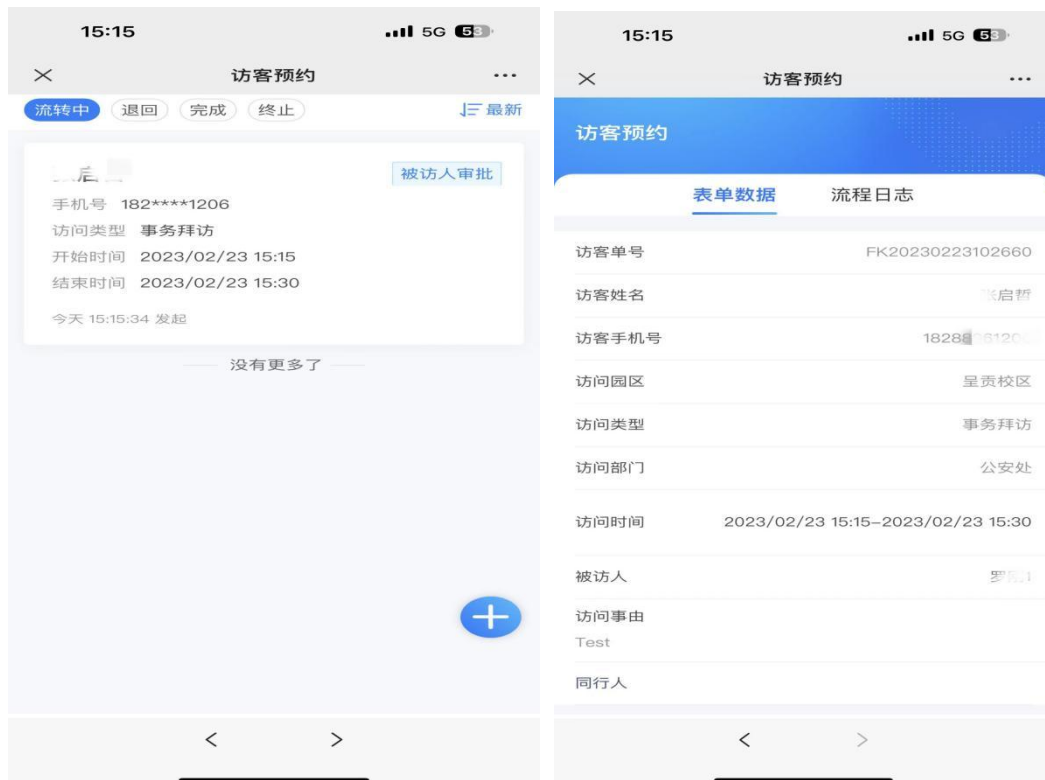 15:15
5G 53
访客预约
流转中 退回 完成 终止 最新
启
被访人审批
手机号 182****1206
访问类型 事务拜访
开始时间 2023/02/23 15:15
结束时间 2023/02/23 15:30
今天 15:15:34 发起
没有更多了
15:15
5G 53
访客预约
访客预约
表单数据 流程日志
访客单号 FK20230223102660
访客姓名 启哲
访客手机号
访问园区 呈贡校区
访问类型 事务拜访
访问部门 公安处
访问时间 2023/02/23 15:15-2023/02/23 15:30
被访人 罗
访问事由
Test
同行人